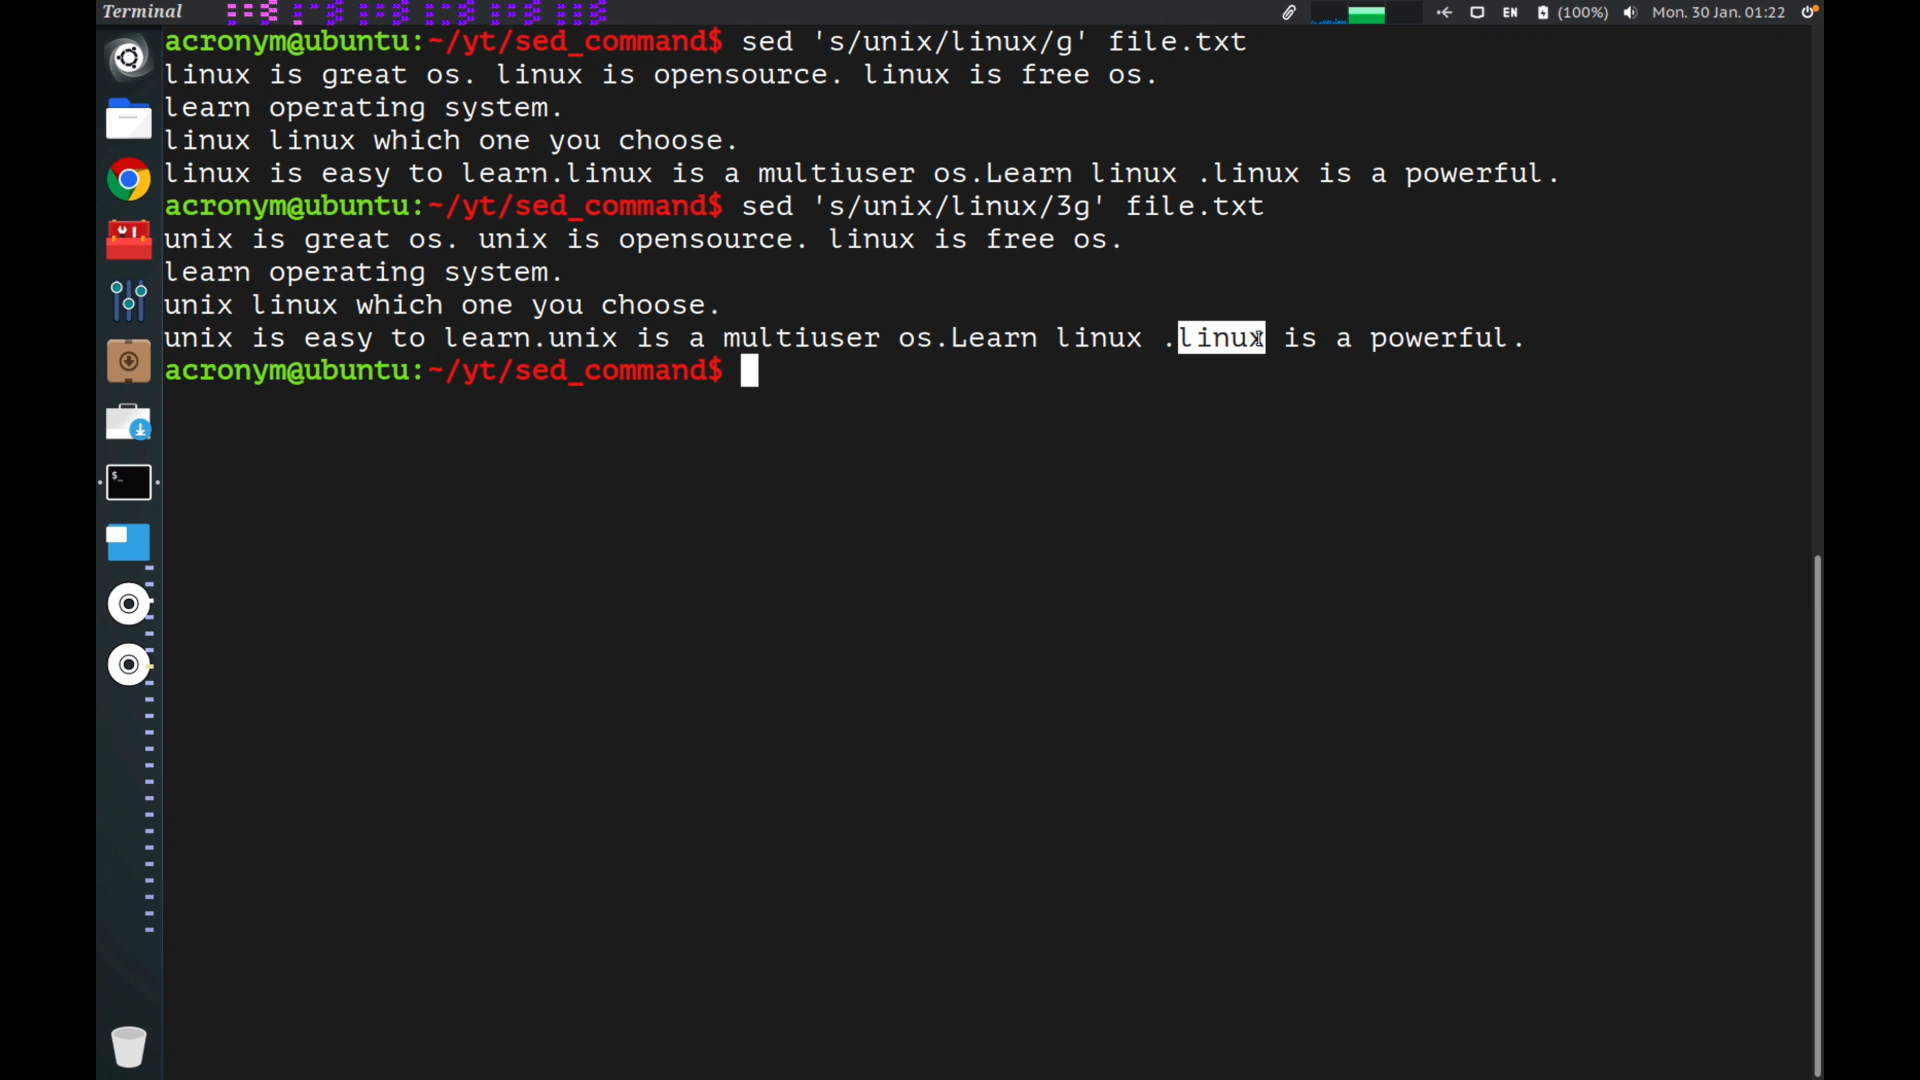 Terminal
EN (100%) Mon. 30 Jan. 01:22
acronym@ubuntu:~/yt/sed_command$ sed 's/unix/linux/g' file.txt
linux is great os. linux is opensource. linux is free os.
learn operating system.
linux linux which one you choose.
linux is easy to learn.linux is a multiuser os.Learn linux .linux is a powerful.
acronym@ubuntu:~/yt/sed_command$ sed 's/unix/linux/3g' file.txt
unix is great os. unix is opensource. linux is free os.
learn operating system.
unix linux which one you choose.
unix is easy to learn.unix is a multiuser os.Learn linux .linux is a powerful.
acronym@ubuntu:~/yt/sed_command$
$_